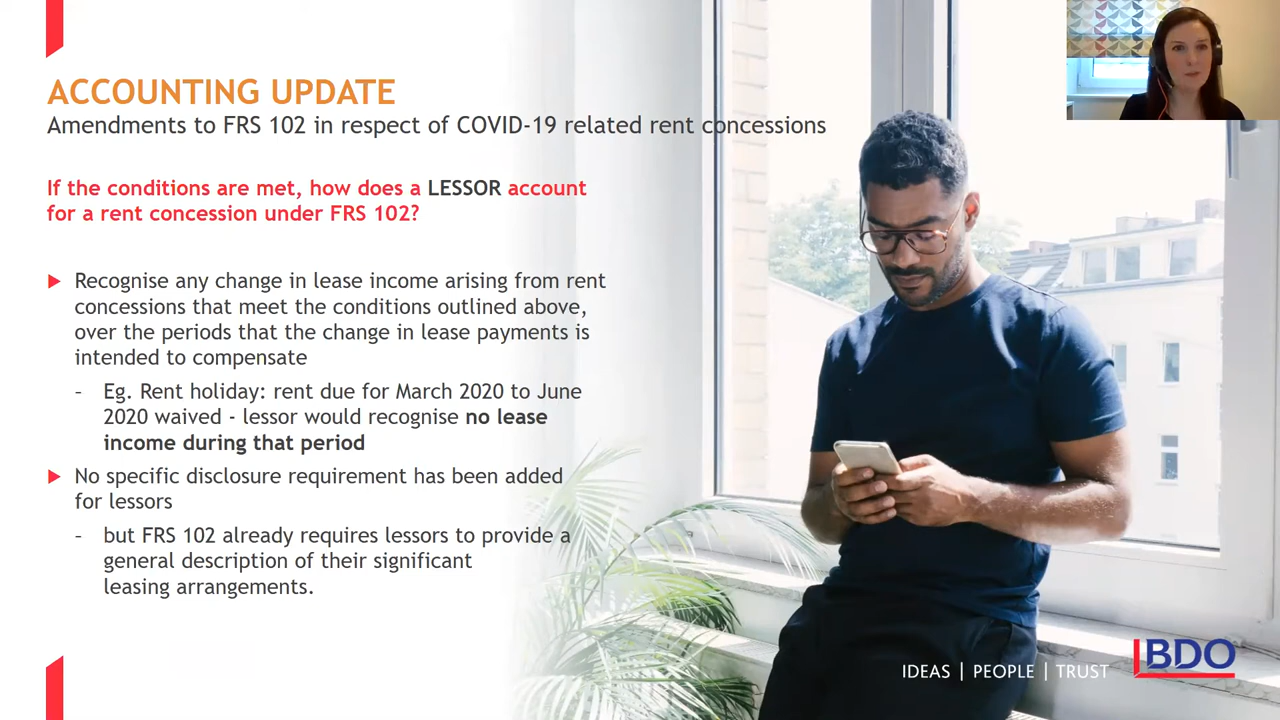 ACCOUNTING UPDATE
Amendments to FRS 102 in respect of COVID-19 related rent concessions
If the conditions are met, how does a LESSOR account
for a rent concession under FRS 102?
Recognise any change in lease income arising from rent
concessions that meet the conditions outlined above,
over the periods that the change in lease payments is
intended to compensate
- Eg. Rent holiday: rent due for March 2020 to June
2020 waived - lessor would recognise no lease
income during that period
No specific disclosure requirement has been added
for lessors
- but FRS 102 already requires lessors to provide a
general description of their significant
leasing arrangements.
IDEAS | PEOPLE | TRUST
BDO